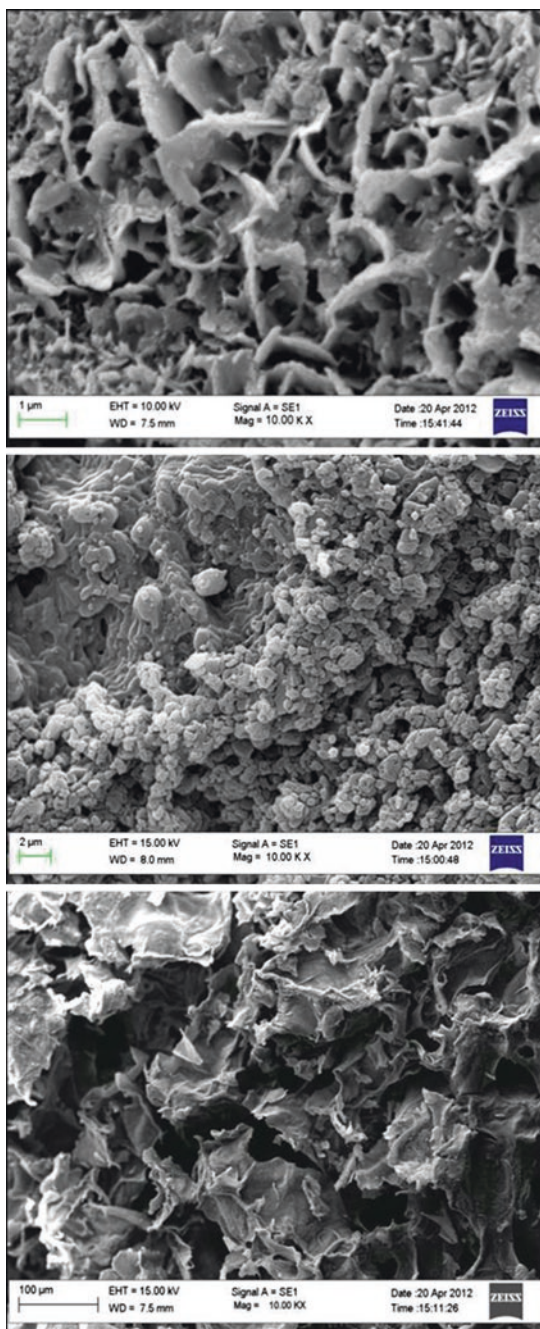 1 µm EHT = 10.00 kV Signal A = SE1 Date :20 Apr 2012 ZEISS
WD = 7.5 mm Mag = 10.00 K X Time :15:41:44
2 µm EHT = 15.00 kV Signal A = SE1 Date :20 Apr 2012 ZEISS
WD = 8.0 mm Mag = 10.00 K X Time :15:00:48
100 µm EHT = 15.00 kV Signal A = SE1 Date :20 Apr 2012 ZEISS
WD = 7.5 mm Mag = 10.00 KX Time :15:11:26